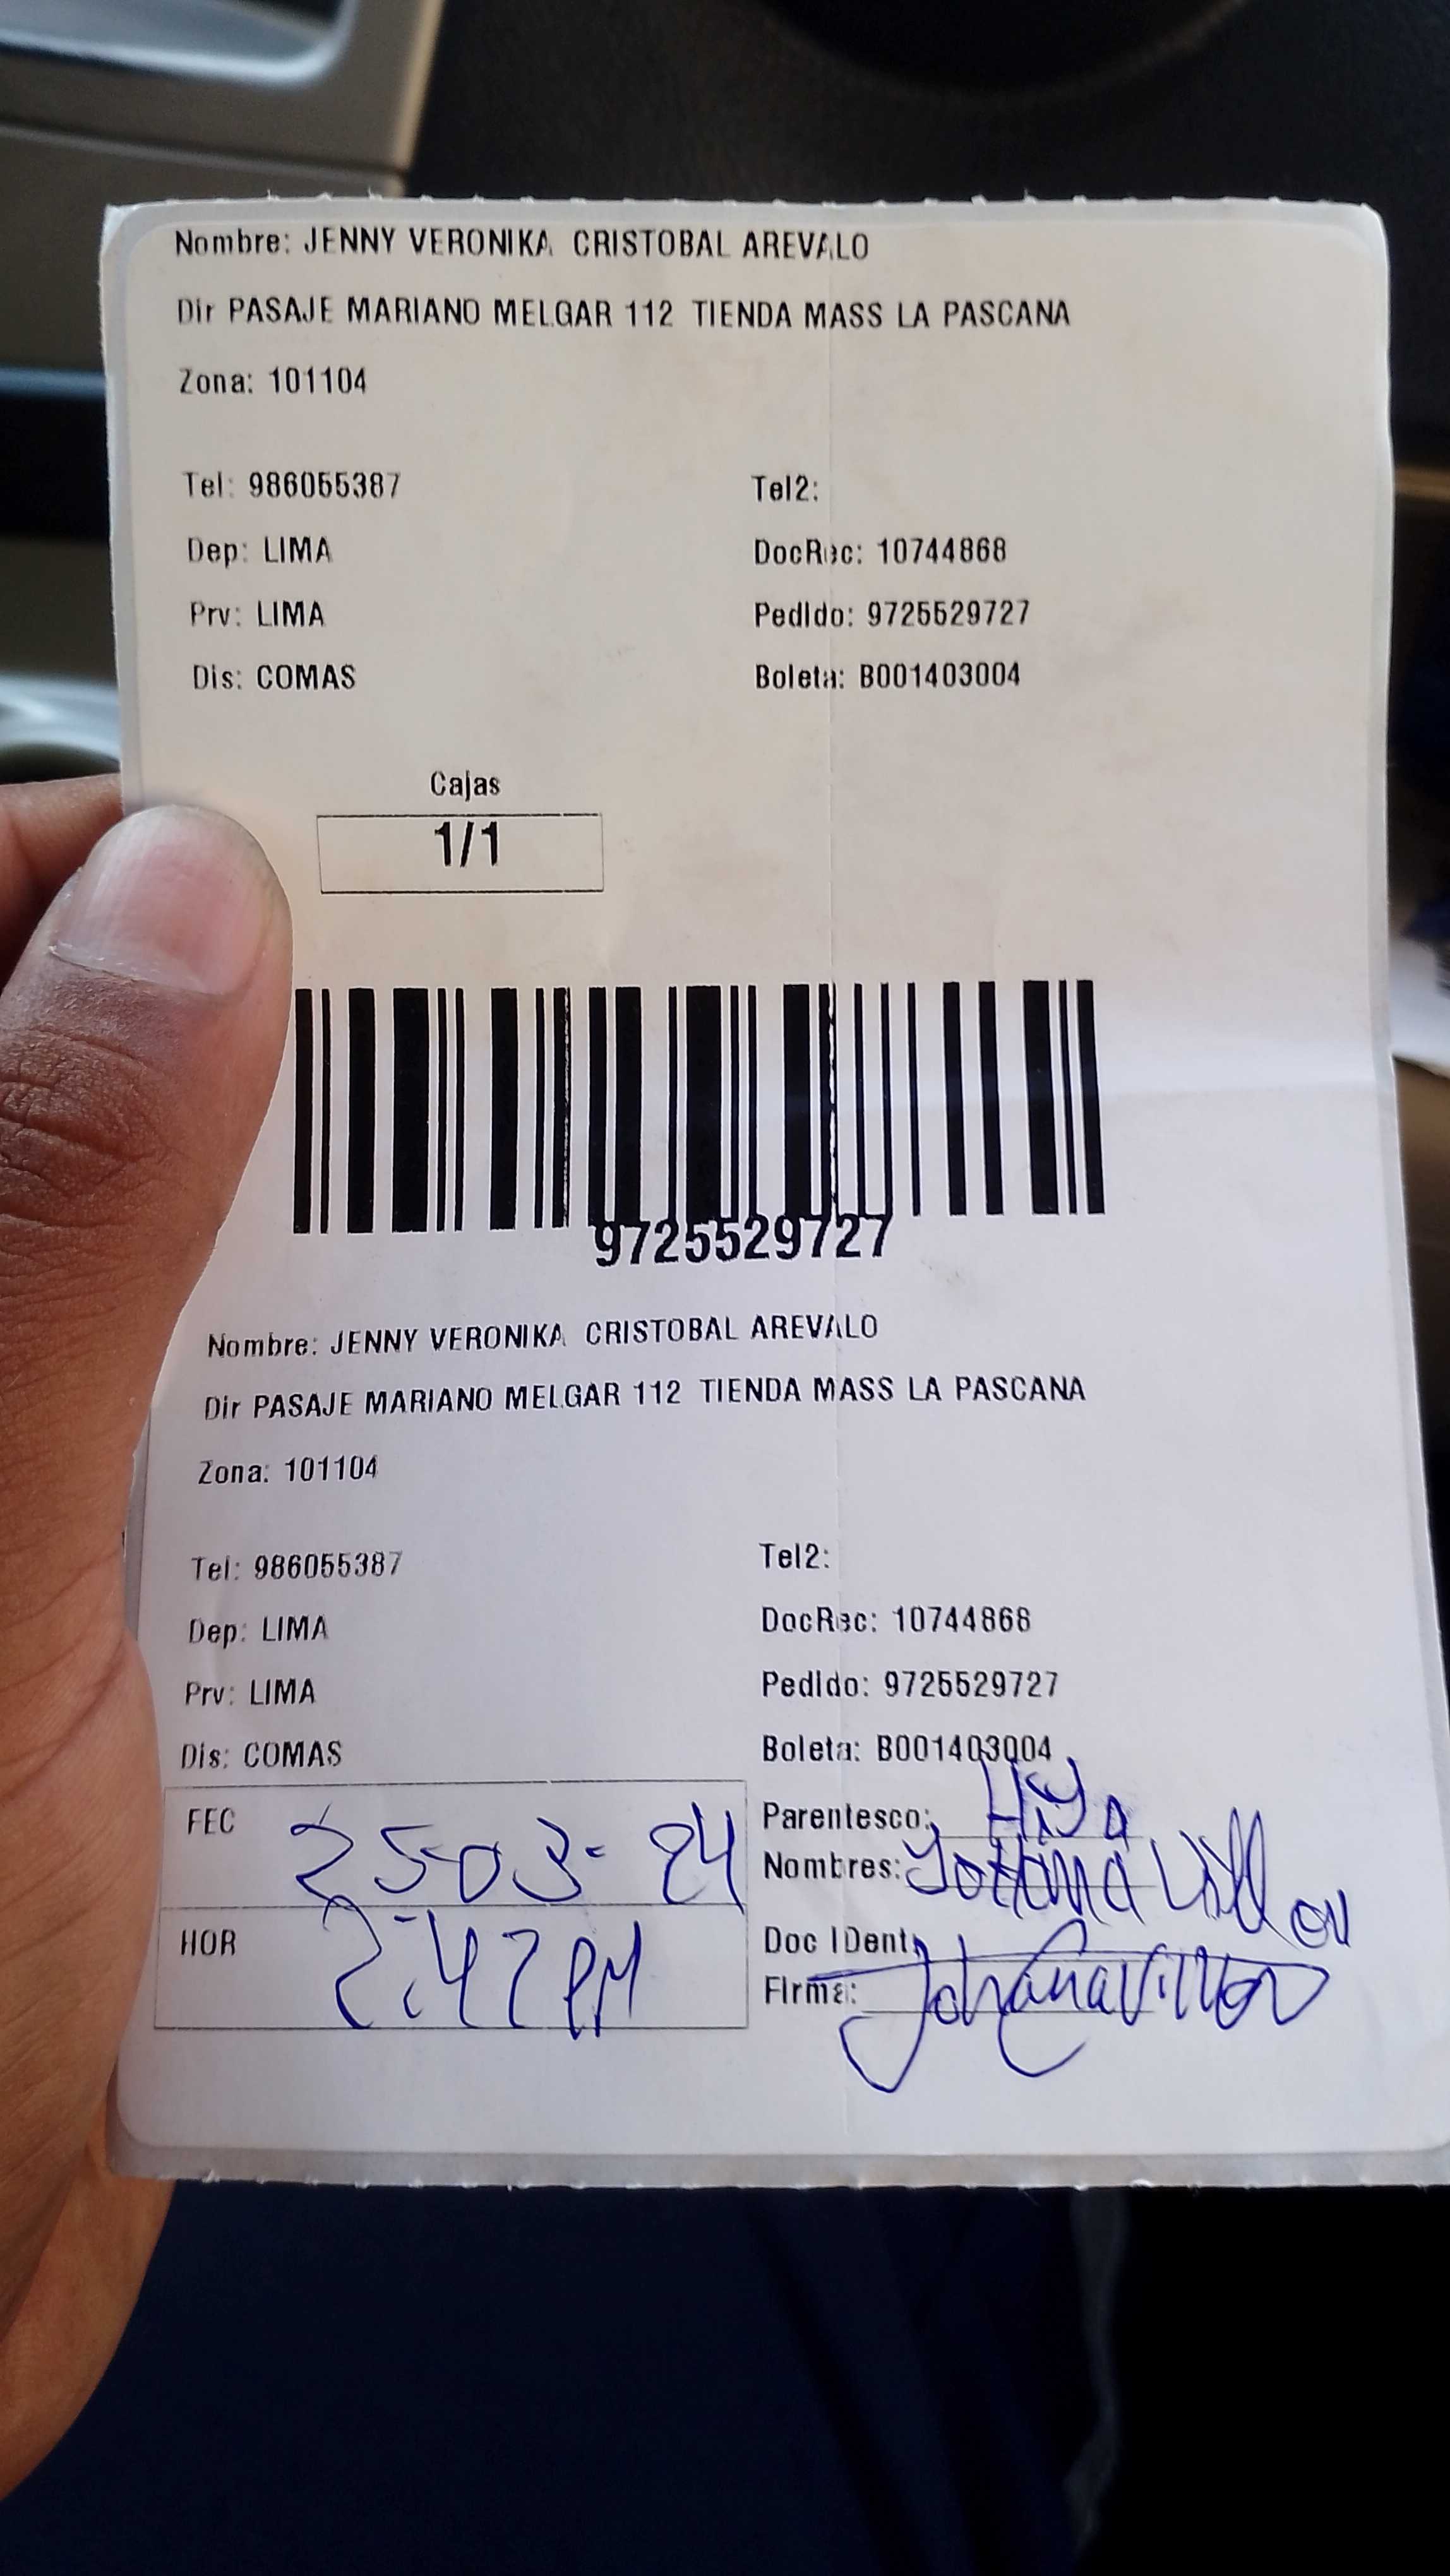 Nombre: JENNY VERONIKA CRISTOBAL AREVALO
Dir PASAJE MARIANO MELGAR 112 TIENDA MASS LA PASCANA
Zona: 101104
Tel: 986055387 Tel2:
Dep: LIMA DocRec: 10744868
Prv: LIMA Pedido: 9725529727
Dis: COMAS Boleta: B001403004
Cajas
1/1
9725529727
Nombre: JENNY VERONIKA CRISTOBAL AREVALO
Dir PASAJE MARIANO MELGAR 112 TIENDA MASS LA PASCANA
Zona: 101104
Tel: 986055387 Tel2:
Dep: LIMA DocRec: 10744868
Prv: LIMA Pedido: 9725529727
Dis: COMAS Boleta: B001403004
FEC 25-03-24 Parentesco: Hija
Nombres: Johana
HOR 2:47 PM Doc IDent
Firma: Johana